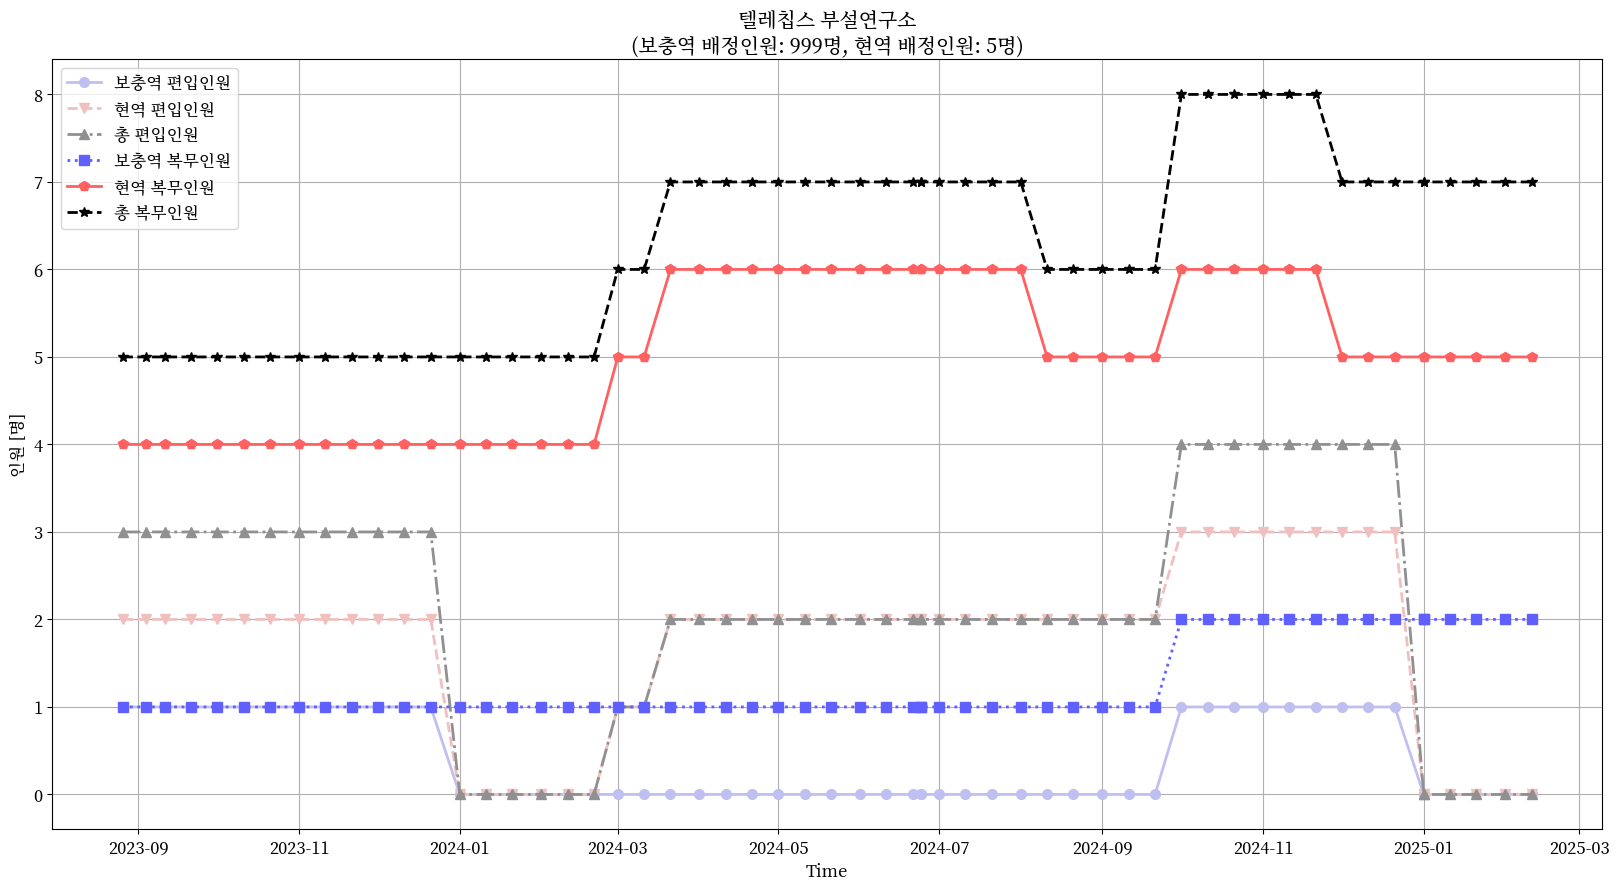 텔레칩스 부설연구소
(보충역 배정인원: 999명, 현역 배정인원: 5명)
보충역 편입인원
현역 편입인원
총 편입인원
보충역 복무인원
현역 복무인원
총 복무인원
8
7
6
5
4
3
2
1
0
인원 [명]
2023-09 2023-11 2024-01 2024-03 2024-05 2024-07 2024-09 2024-11 2025-01 2025-03
Time